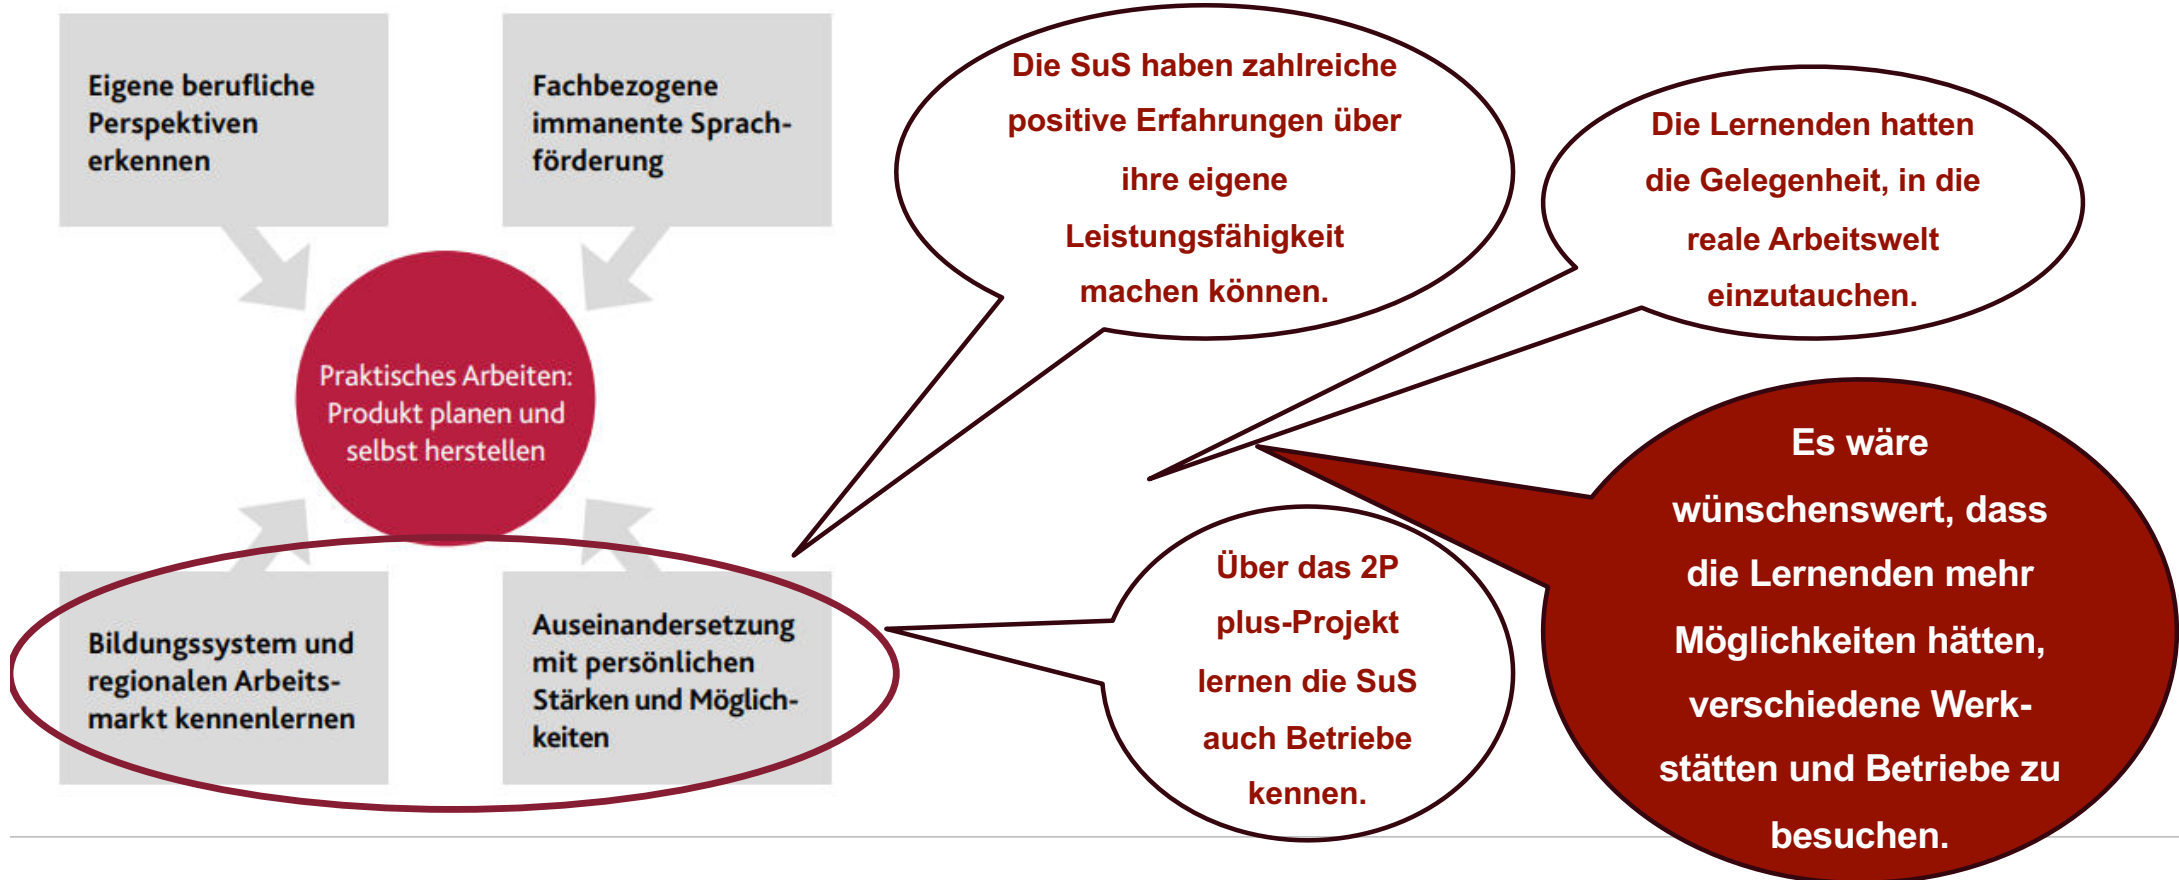 Eigene berufliche
Perspektiven
erkennen
Fachbezogene
immanente Sprach-
förderung
Praktisches Arbeiten:
Produkt planen und
selbst herstellen
Bildungssystem und
regionalen Arbeits-
markt kennenlernen
Auseinandersetzung
mit persönlichen
Stärken und Möglich-
keiten
Die SuS haben zahlreiche
positive Erfahrungen über
ihre eigene
Leistungsfähigkeit
machen können.
Die Lernenden hatten
die Gelegenheit, in die
reale Arbeitswelt
einzutauchen.
Über das 2P
plus-Projekt
lernen die SuS
auch Betriebe
kennen.
Es wäre
wünschenswert, dass
die Lernenden mehr
Möglichkeiten hätten,
verschiedene Werk-
stätten und Betriebe zu
besuchen.